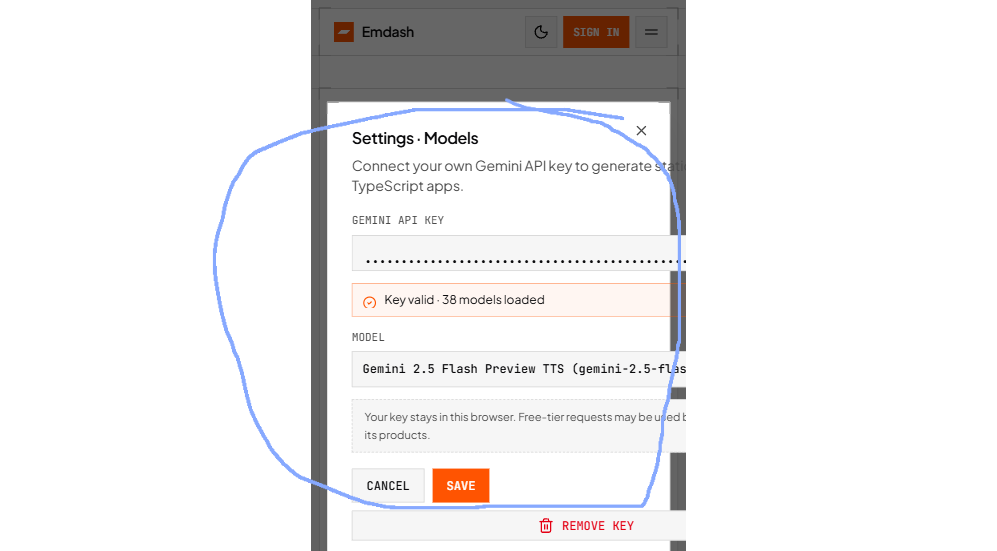 Emdash
SIGN IN
Settings · Models
Connect your own Gemini API key to generate stati
TypeScript apps.
GEMINI API KEY
Key valid · 38 models loaded
MODEL
Gemini 2.5 Flash Preview TTS (gemini-2.5-flas
Your key stays in this browser. Free-tier requests may be used b
its products.
CANCEL
SAVE
REMOVE KEY